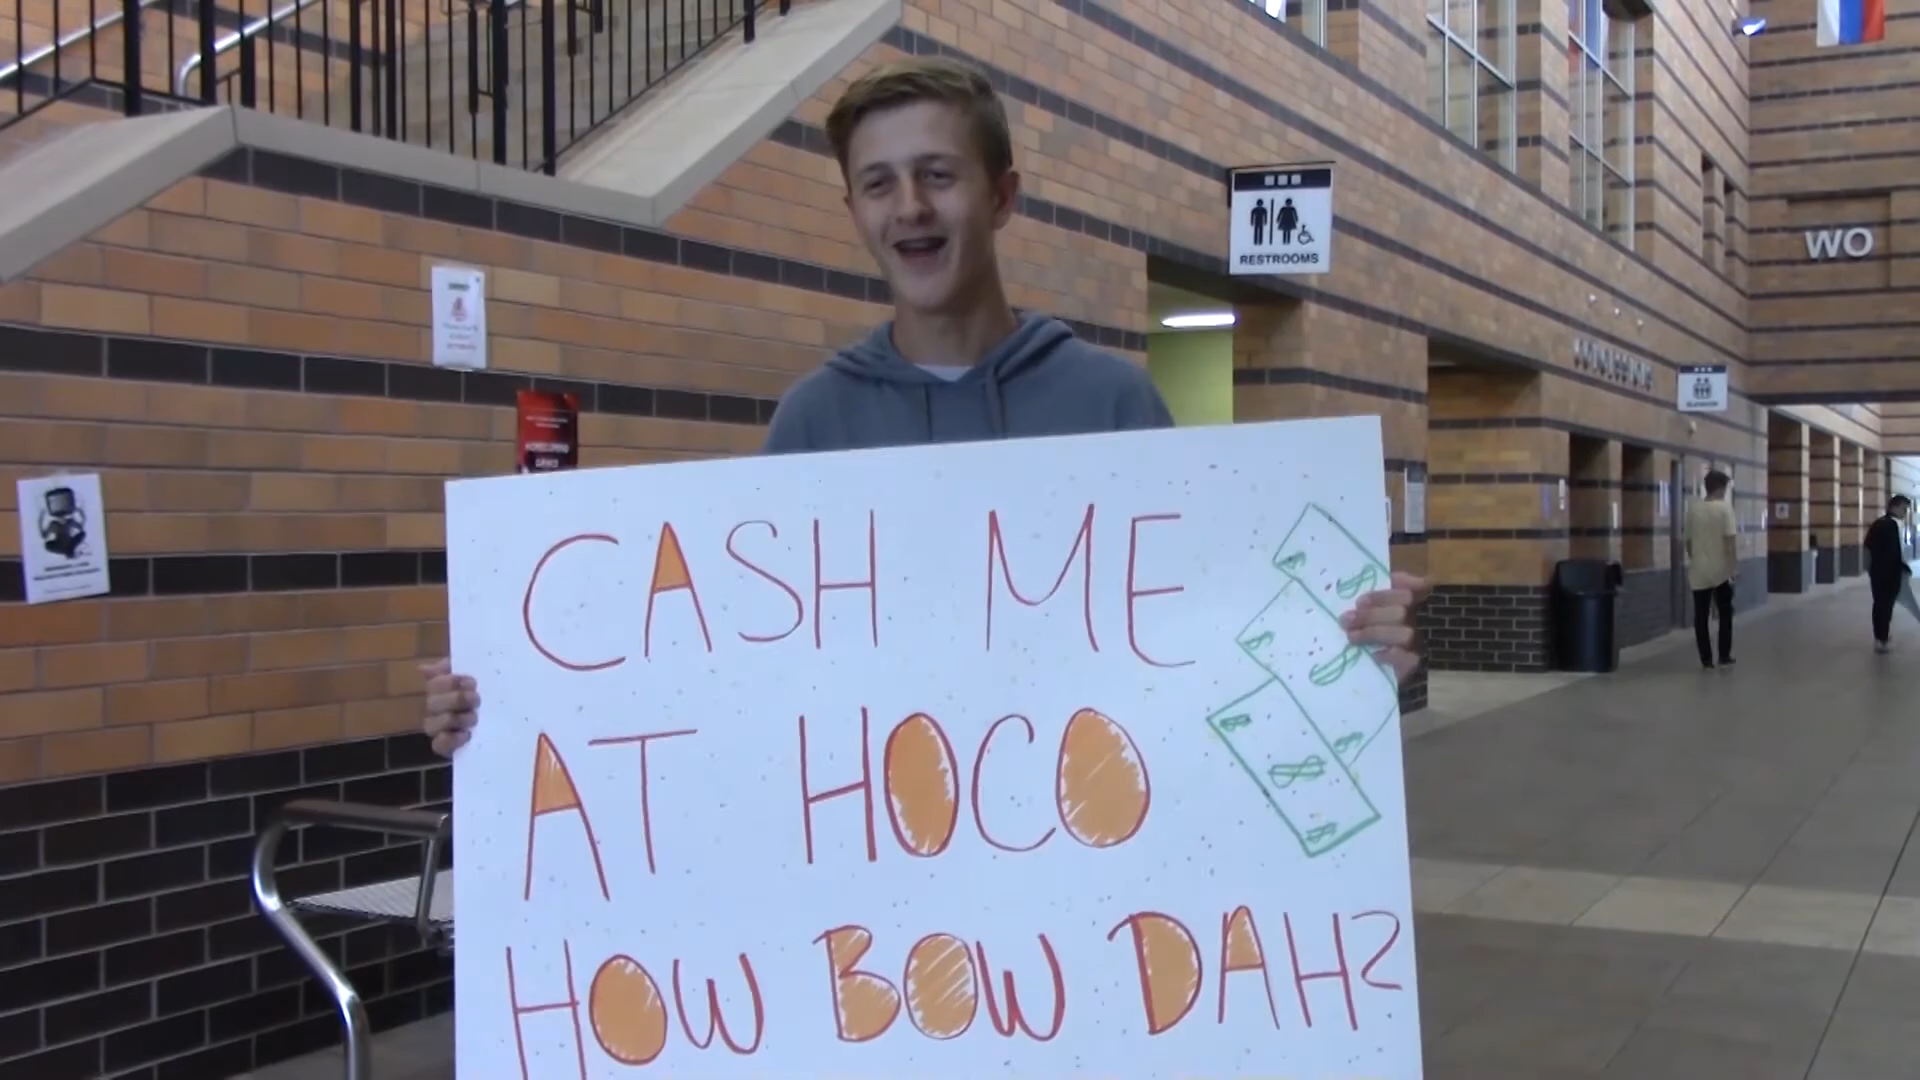 RESTROOMS
WO
CASH ME
AT HOCO
HOW BOW DAH?